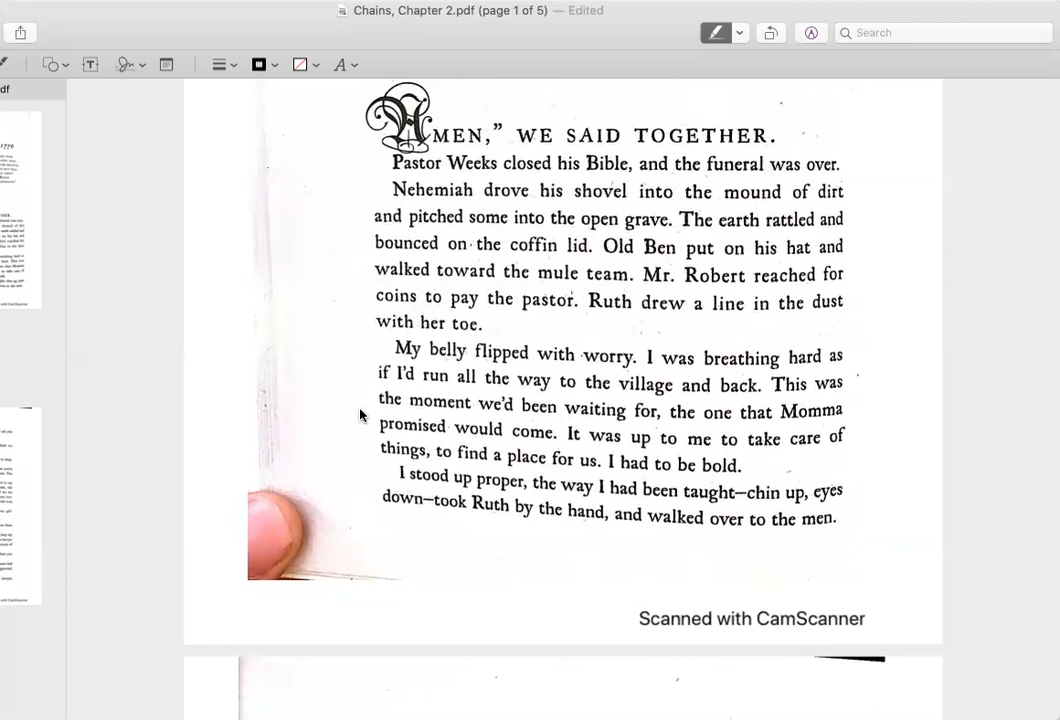 Chains, Chapter 2.pdf (page 1 of 5) — Edited
Search
df
1776
AMEN,” WE SAID TOGETHER.
Pastor Weeks closed his Bible, and the funeral was over.
Nehemiah drove his shovel into the mound of dirt
and pitched some into the open grave. The earth rattled and
bounced on the coffin lid. Old Ben put on his hat and
walked toward the mule team. Mr. Robert reached for
coins to pay the pastor. Ruth drew a line in the dust
with her toe.
My belly flipped with worry. I was breathing hard as
if I’d run all the way to the village and back. This was
the moment we’d been waiting for, the one that Momma
promised would come. It was up to me to take care of
things, to find a place for us. I had to be bold.
I stood up proper, the way I had been taught—chin up, eyes
down—took Ruth by the hand, and walked over to the men.
Scanned with CamScanner